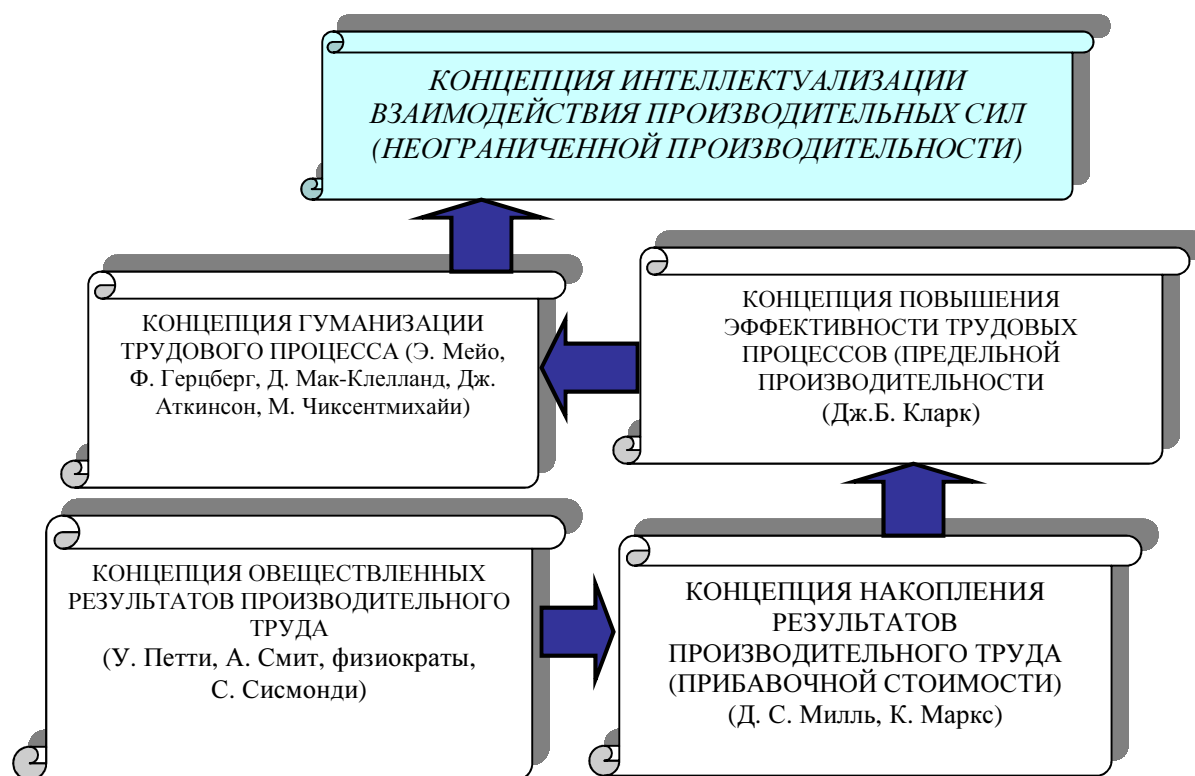 КОНЦЕПЦИЯ ИНТЕЛЛЕКТУАЛИЗАЦИИ
ВЗАИМОДЕЙСТВИЯ ПРОИЗВОДИТЕЛЬНЫХ СИЛ
(НЕОГРАНИЧЕННОЙ ПРОИЗВОДИТЕЛЬНОСТИ)
КОНЦЕПЦИЯ ГУМАНИЗАЦИИ
ТРУДОВОГО ПРОЦЕССА (Э. Мейо,
Ф. Герцберг, Д. Мак-Клелланд, Дж.
Аткинсон, М. Чиксентмихайи)
КОНЦЕПЦИЯ ПОВЫШЕНИЯ
ЭФФЕКТИВНОСТИ ТРУДОВЫХ
ПРОЦЕССОВ (ПРЕДЕЛЬНОЙ
ПРОИЗВОДИТЕЛЬНОСТИ
(Дж.Б. Кларк)
КОНЦЕПЦИЯ ОВЕЩЕСТВЛЕННЫХ
РЕЗУЛЬТАТОВ ПРОИЗВОДИТЕЛЬНОГО
ТРУДА
(У. Петти, А. Смит, физиократы,
С. Сисмонди)
КОНЦЕПЦИЯ НАКОПЛЕНИЯ
РЕЗУЛЬТАТОВ
ПРОИЗВОДИТЕЛЬНОГО ТРУДА
(ПРИБАВОЧНОЙ СТОИМОСТИ)
(Д. С. Милль, К. Маркс)